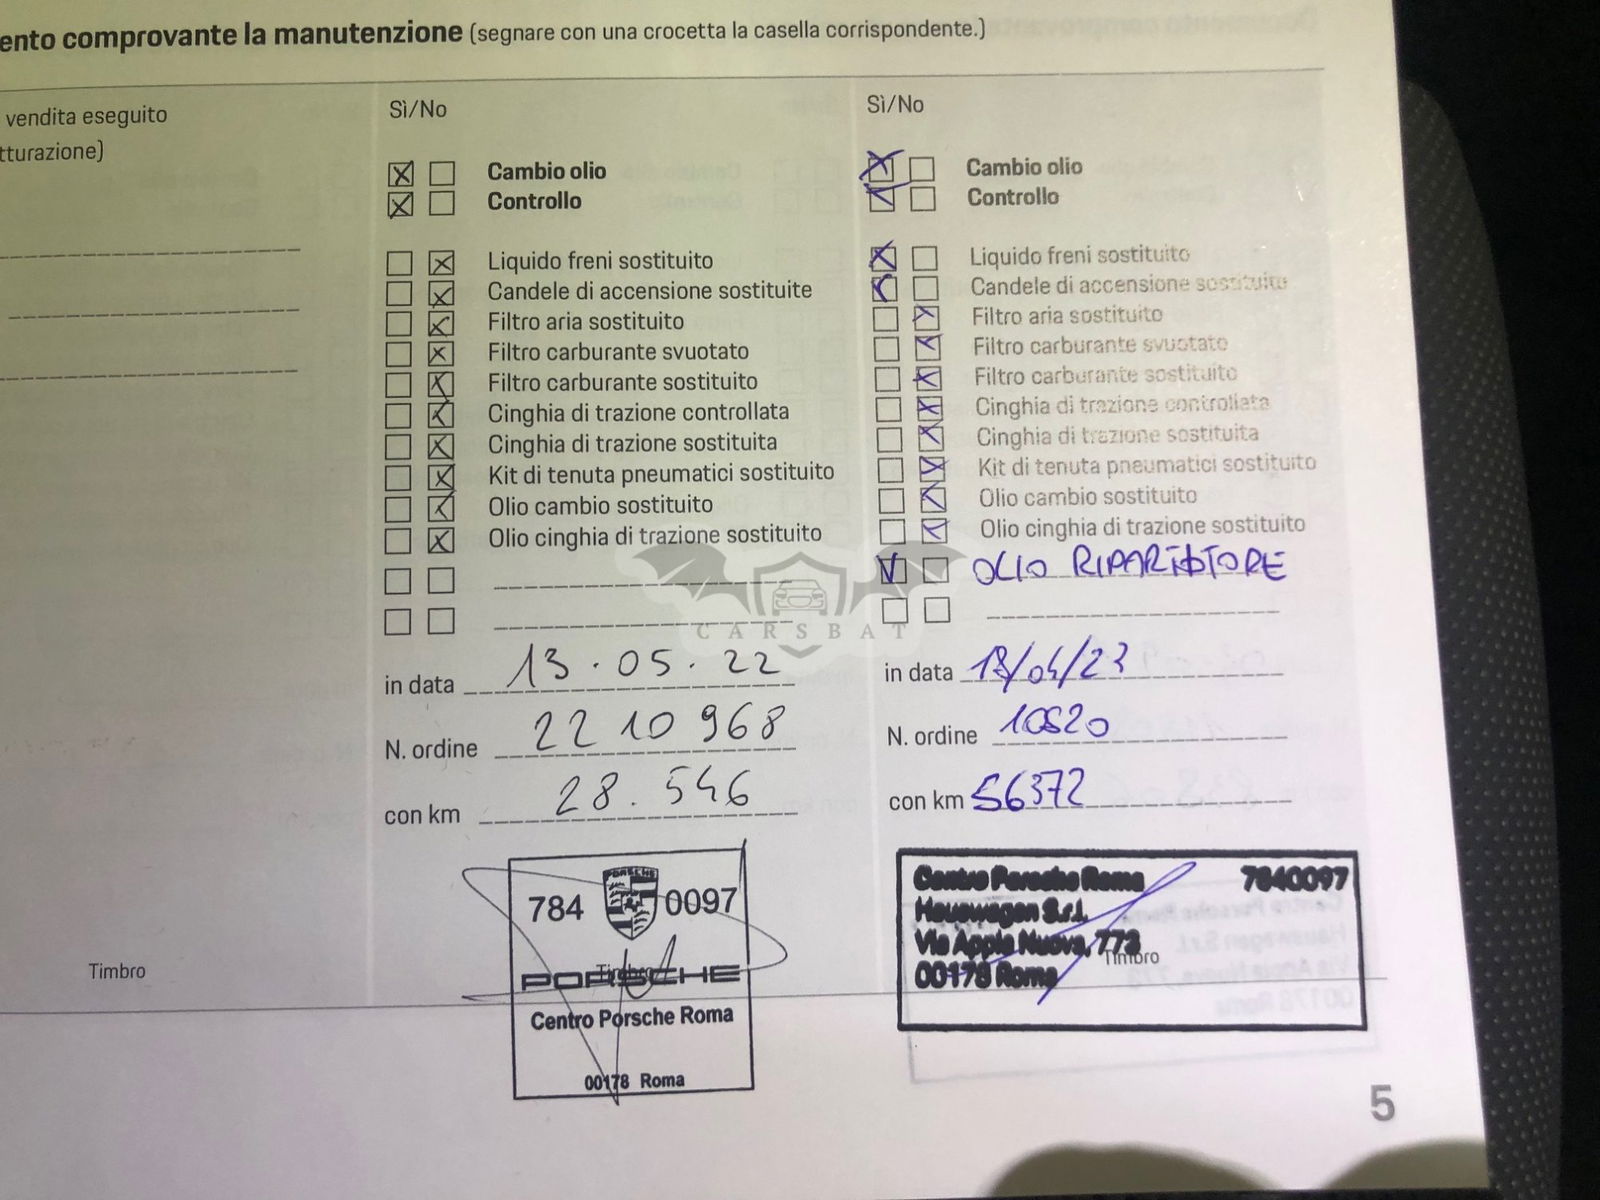 ento comprovante la manutenzione (segnare con una crocetta la casella corrispondente.)
vendita eseguito
tturazione)
Timbro
Sì/No
Cambio olio
Controllo
Liquido freni sostituito
Candele di accensione sostituite
Filtro aria sostituito
Filtro carburante svuotato
Filtro carburante sostituito
Cinghia di trazione controllata
Cinghia di trazione sostituita
Kit di tenuta pneumatici sostituito
Olio cambio sostituito
Olio cinghia di trazione sostituito
in data 13.05.22
N. ordine 2210968
con km 28.546
784 PORSCHE 0097
Timbro
PORSCHE
Centro Porsche Roma
00178 Roma
Sì/No
Cambio olio
Controllo
Liquido freni sostituito
Candele di accensione sostituite
Filtro aria sostituito
Filtro carburante svuotato
Filtro carburante sostituito
Cinghia di trazione controllata
Cinghia di trazione sostituita
Kit di tenuta pneumatici sostituito
Olio cambio sostituito
Olio cinghia di trazione sostituito
OLIO RIPARTITORE
in data
N. ordine
con km 56372
Centro Porsche Roma 7840097
Hauswagen S.r.l.
Via Appia Nuova, 773
00178 Roma
Timbro
5
CARSBAT